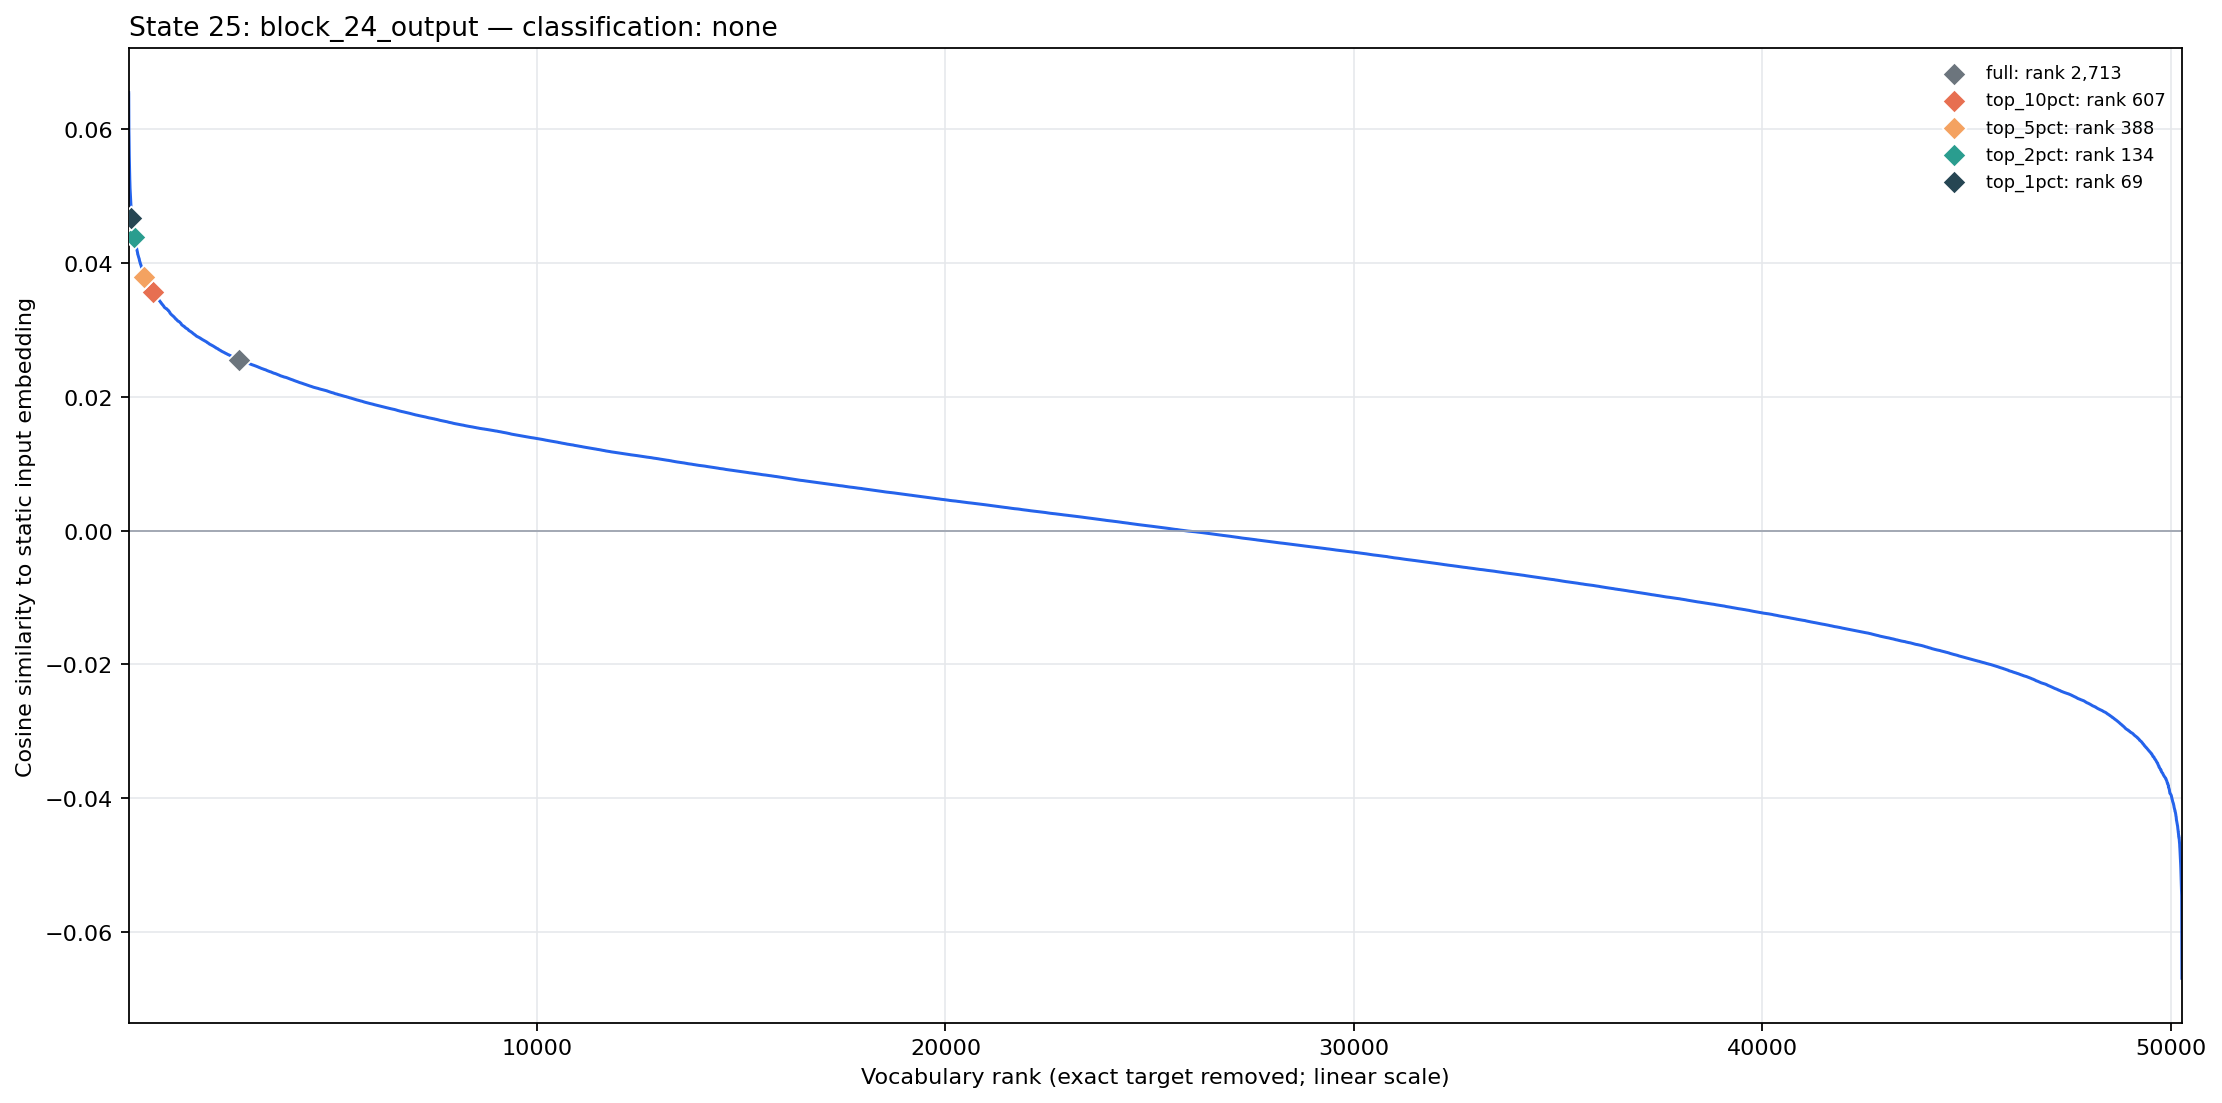 State 25: block_24_output — classification: none
full: rank 2,713
top_10pct: rank 607
top_5pct: rank 388
top_2pct: rank 134
top_1pct: rank 69
Cosine similarity to static input embedding
0.06
0.04
0.02
0.00
−0.02
−0.04
−0.06
10000
20000
30000
40000
50000
Vocabulary rank (exact target removed; linear scale)